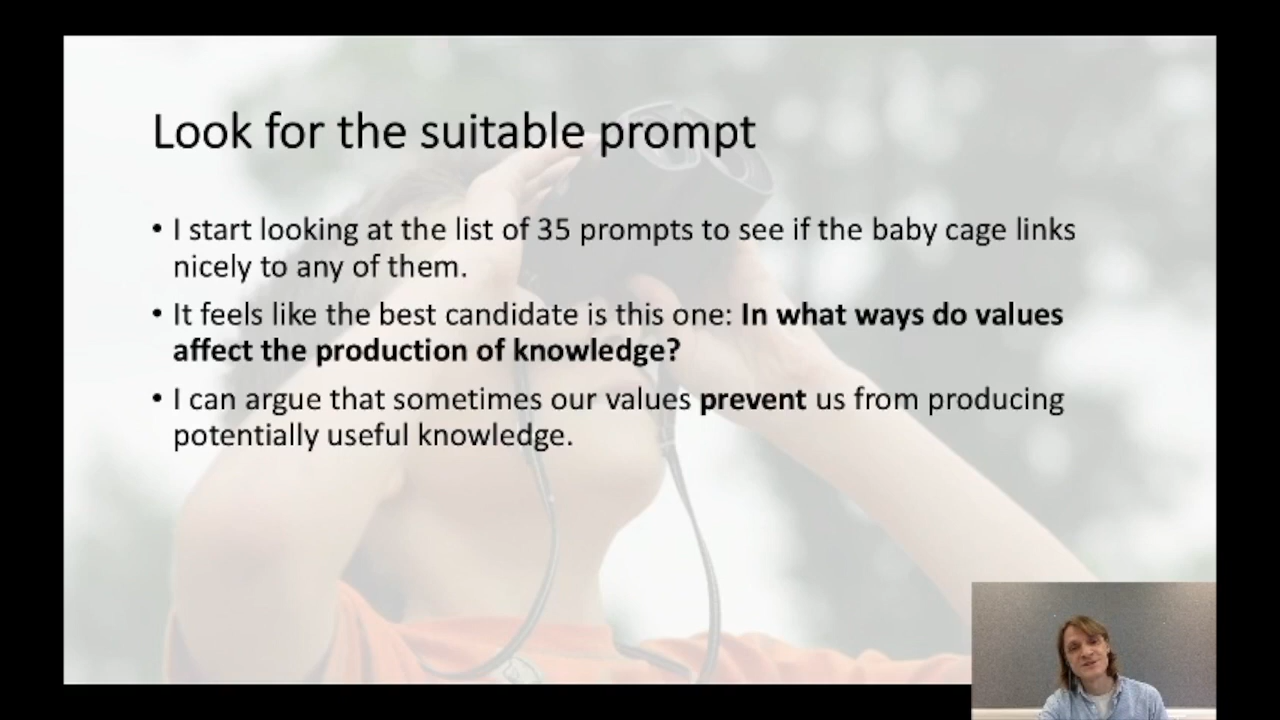 Look for the suitable prompt
• I start looking at the list of 35 prompts to see if the baby cage links
nicely to any of them.
• It feels like the best candidate is this one: In what ways do values
affect the production of knowledge?
• I can argue that sometimes our values prevent us from producing
potentially useful knowledge.